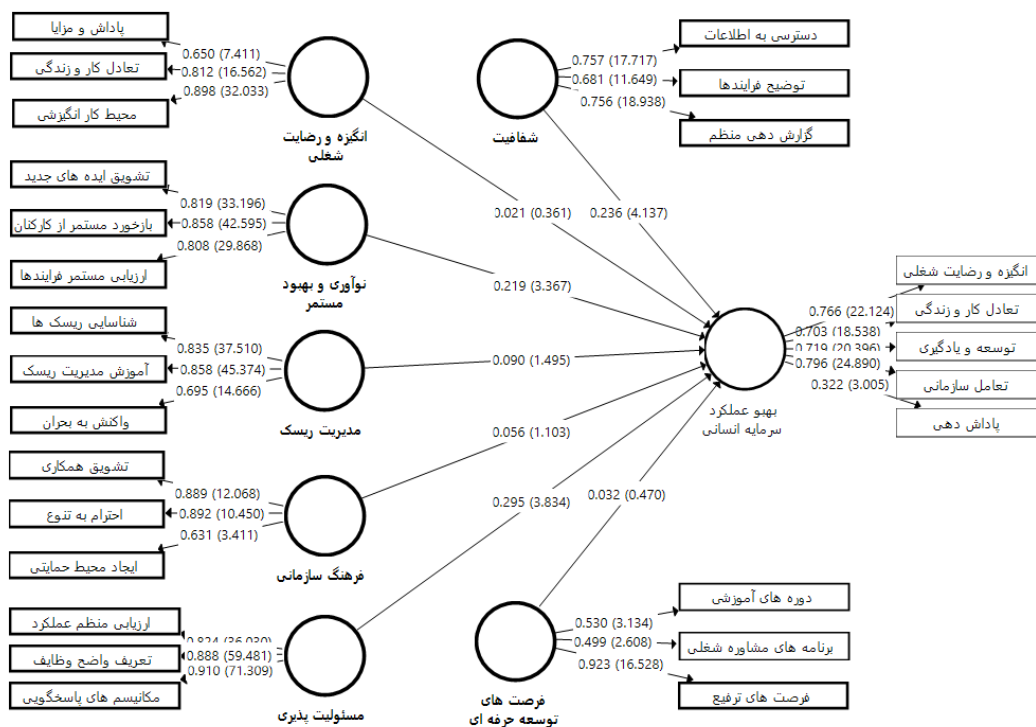 پاداش و مزایا
تعادل کار و زندگی
محیط کار انگیزشی
0.650 (7.411)
0.812 (16.562)
0.898 (32.033)
انگیزه و رضایت
شغلی
دسترسی به اطلاعات
توضیح فرایندها
گزارش دهی منظم
0.757 (17.717)
0.681 (11.649)
0.756 (18.938)
شفافیت
تشویق ایده های جدید
بازخورد مستمر از کارکنان
ارزیابی مستمر فرایندها
0.819 (33.196)
0.858 (42.595)
0.808 (29.868)
نوآوری و بهبود
مستمر
شناسایی ریسک ها
آموزش مدیریت ریسک
واکنش به بحران
0.835 (37.510)
0.858 (45.374)
0.695 (14.666)
مدیریت ریسک
تشویق همکاری
احترام به تنوع
ایجاد محیط حمایتی
0.889 (12.068)
0.892 (10.450)
0.631 (3.411)
فرهنگ سازمانی
ارزیابی منظم عملکرد
تعریف واضح وظایف
مکانیسم های پاسخگویی
0.824 (36.030)
0.888 (59.481)
0.910 (71.309)
مسئولیت پذیری
دوره های آموزشی
برنامه های مشاوره شغلی
فرصت های ترفیع
0.530 (3.134)
0.499 (2.608)
0.923 (16.528)
فرصت های
توسعه حرفه ای
0.021 (0.361)
0.236 (4.137)
0.219 (3.367)
0.090 (1.495)
0.056 (1.103)
0.295 (3.834)
0.032 (0.470)
بهبو عملکرد
سرمایه انسانی
0.766 (22.124)
0.703 (18.538)
0.719 (20.396)
0.796 (24.890)
0.322 (3.005)
انگیزه و رضایت شغلی
تعادل کار و زندگی
توسعه و یادگیری
تعامل سازمانی
پاداش دهی